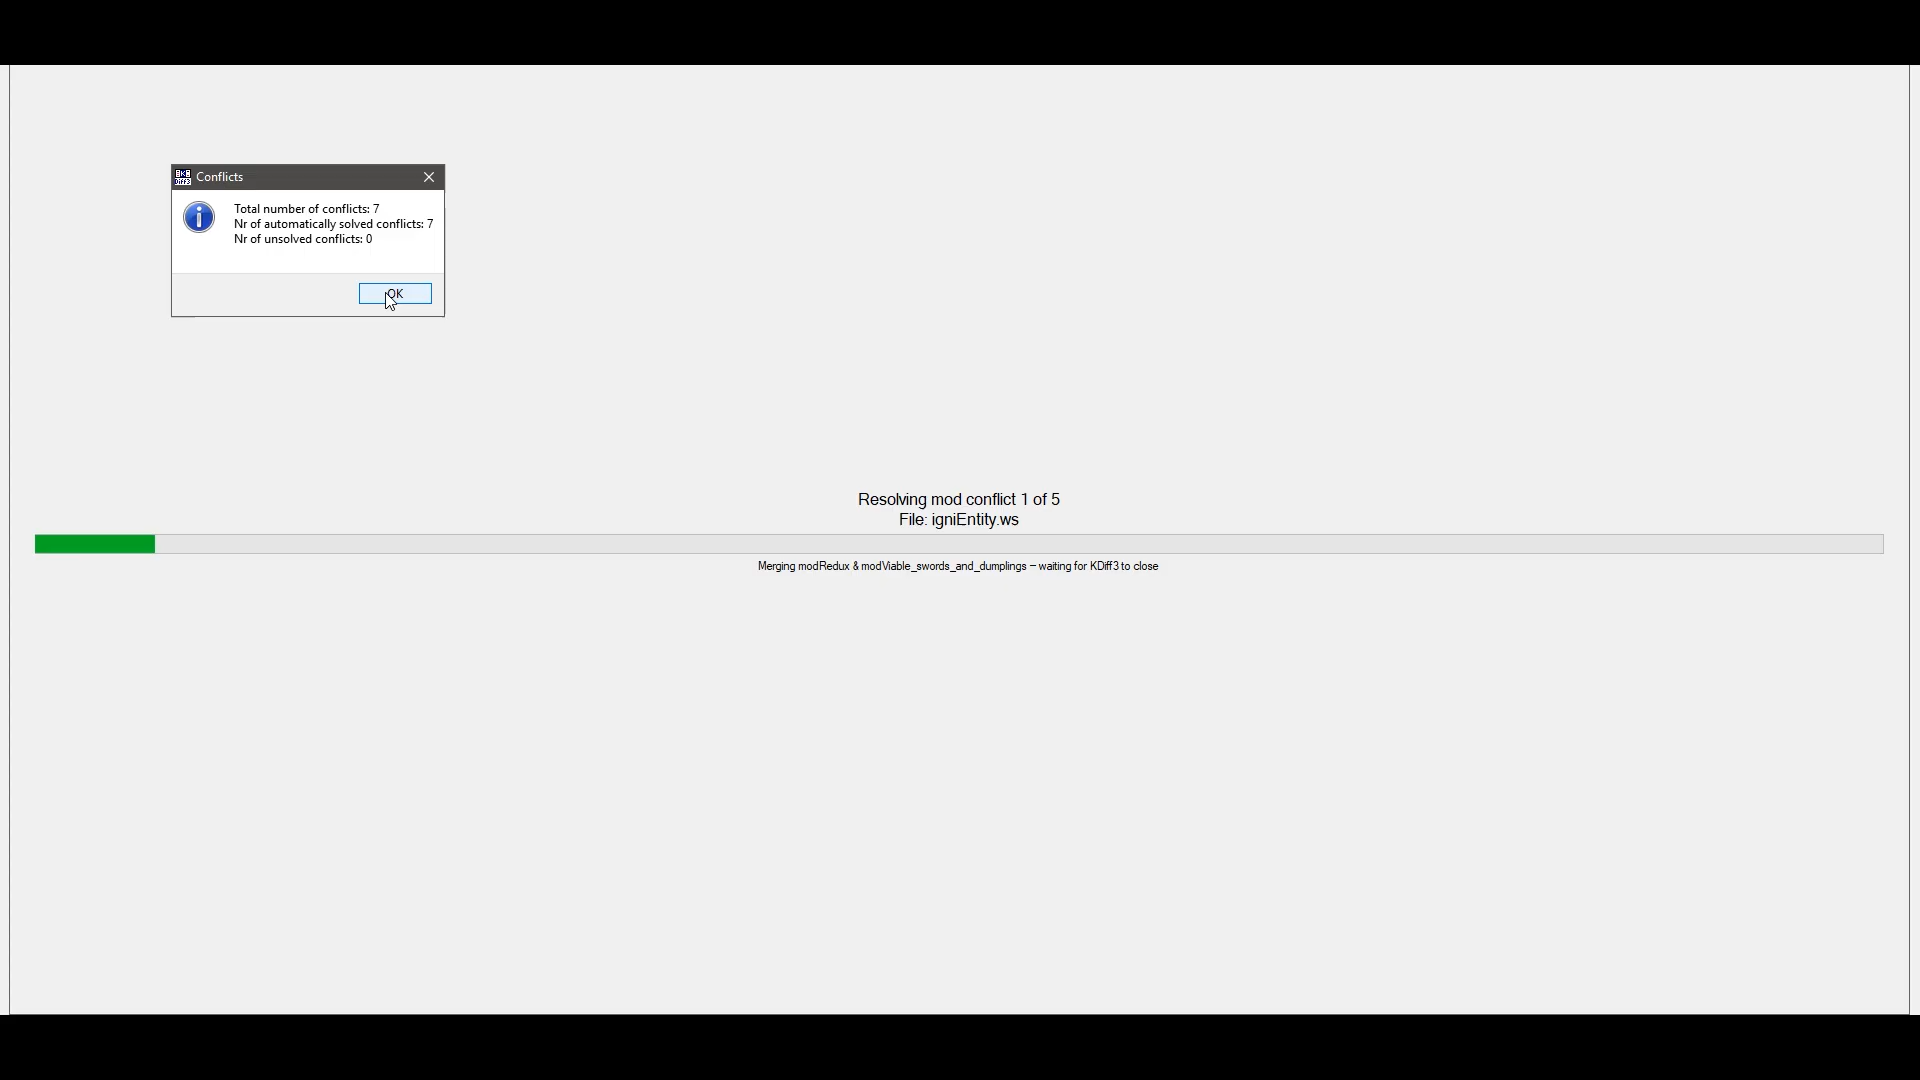 Conflicts
Total number of conflicts: 7
Nr of automatically solved conflicts: 7
Nr of unsolved conflicts: 0
OK
Resolving mod conflict 1 of 5
File: igniEntity.ws
Merging modRedux & modViable_swords_and_dumplings – waiting for KDiff3 to close